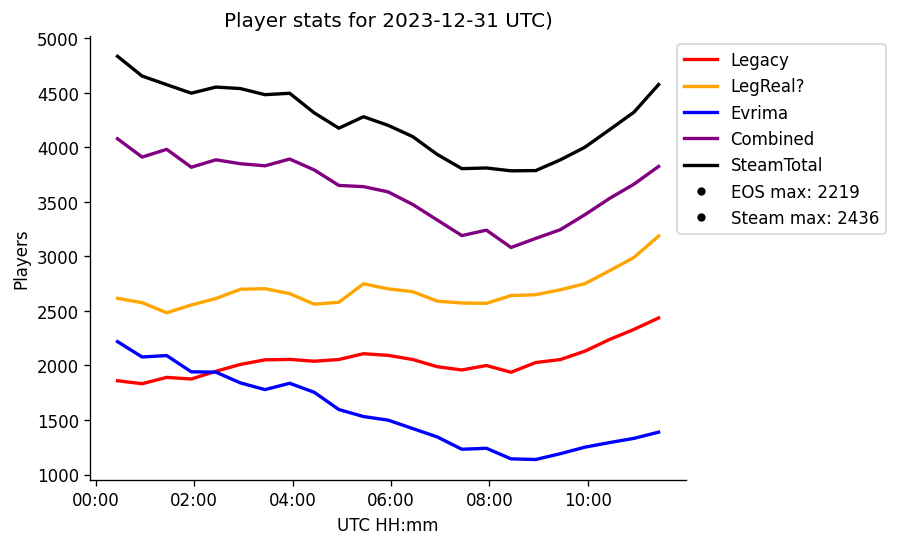 Player stats for 2023-12-31 UTC)
5000
4500
4000
3500
3000
2500
2000
1500
1000
Players
00:00 02:00 04:00 06:00 08:00 10:00
UTC HH:mm
Legacy
LegReal?
Evrima
Combined
SteamTotal
EOS max: 2219
Steam max: 2436